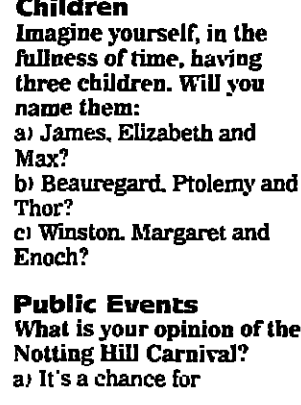 Children
Imagine yourself, in the
fullness of time, having
three children. Will you
name them:
a) James, Elizabeth and
Max?
b) Beauregard, Ptolemy and
Thor?
c) Winston, Margaret and
Enoch?
Public Events
What is your opinion of the
Notting Hill Carnival?
a) It's a chance for